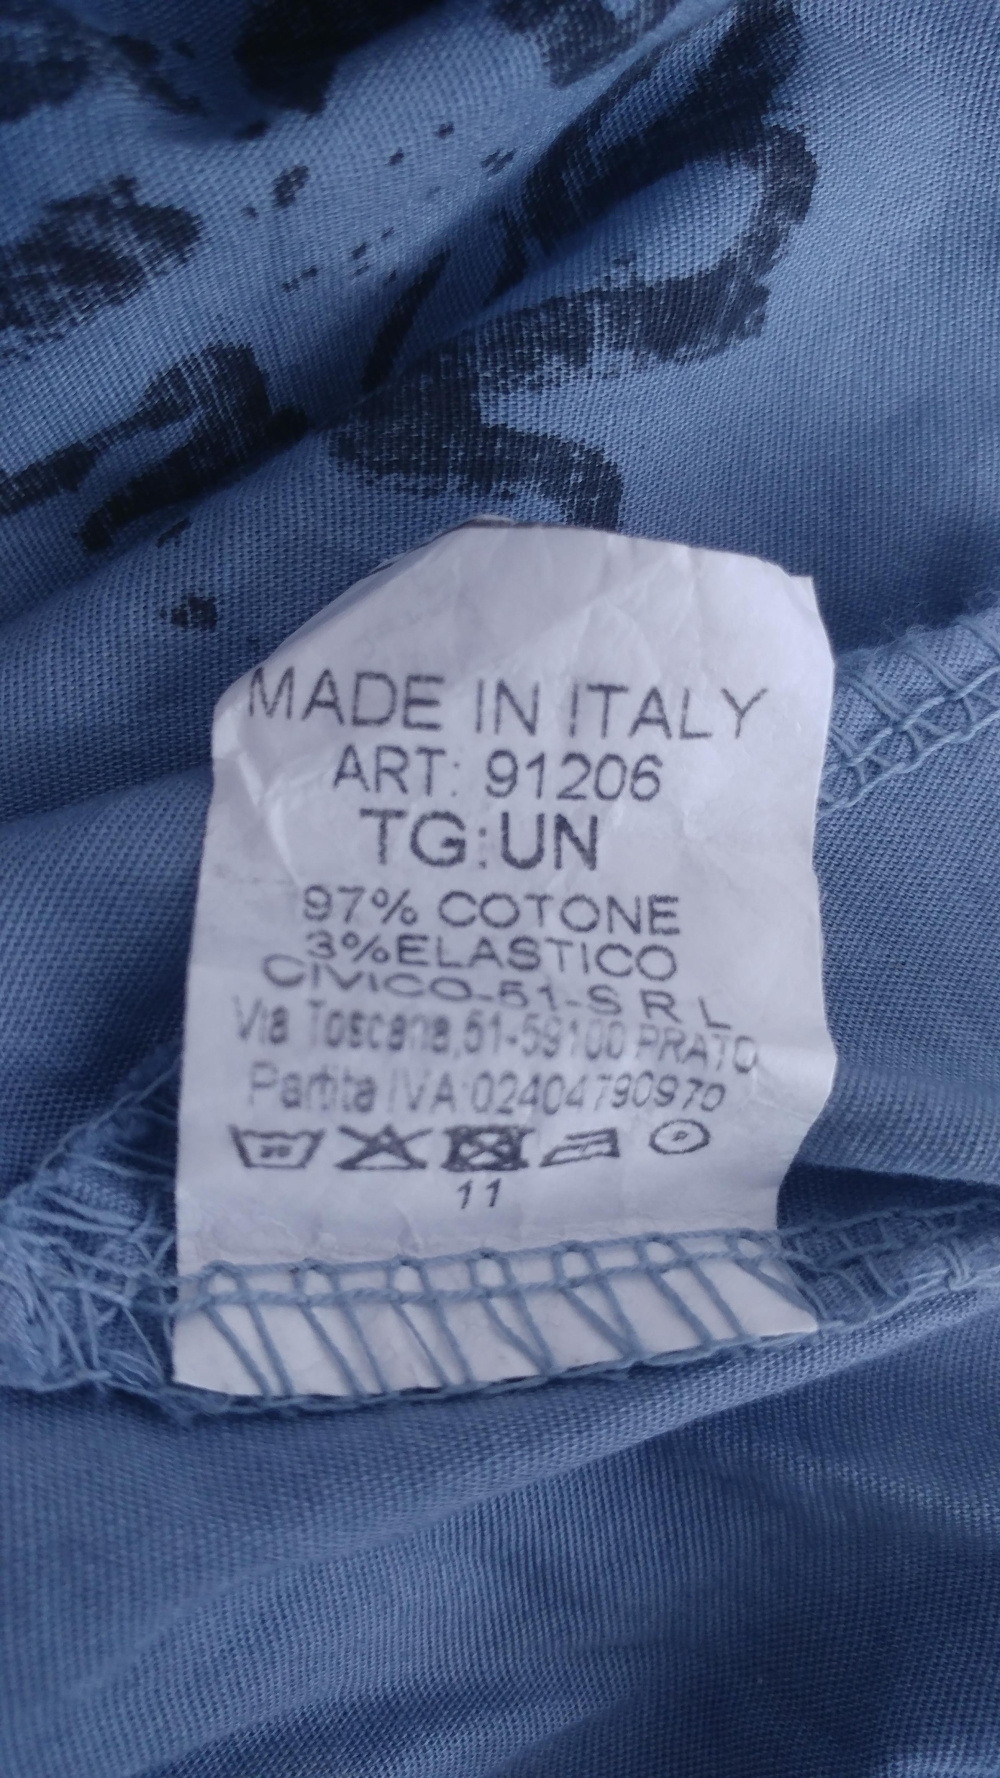 MADE IN ITALY
ART: 91206
TG:UN
97% COTONE
3%ELASTICO
CIVICO-51-S R L
Via Toscana,51-59100 PRATO
Partita IVA:02404790970
30
P
11